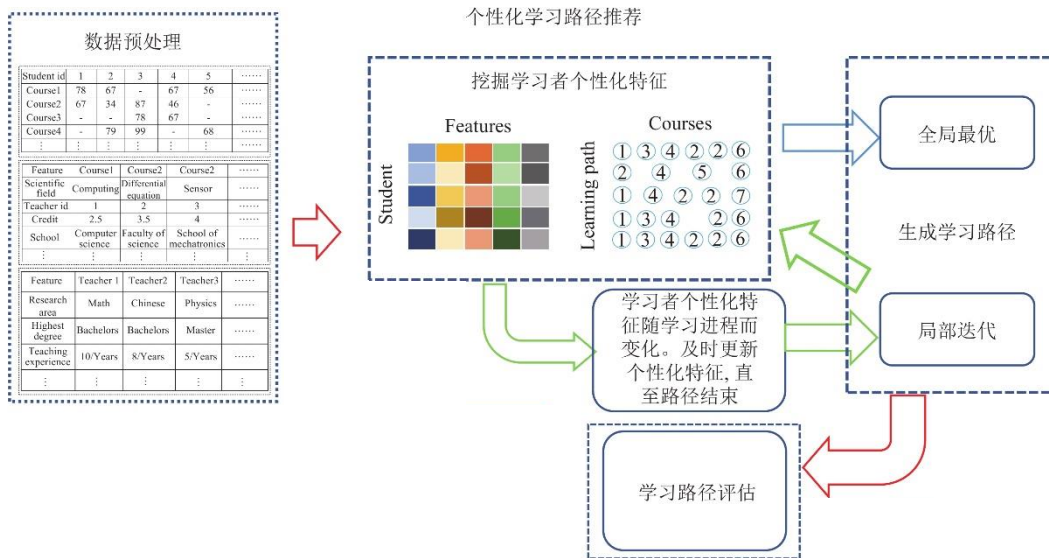 个性化学习路径推荐
数据预处理
Student id 1 2 3 4 5 ······
Course1 78 67 - 67 56 ······
Course2 67 34 87 46 - ······
Course3 - - 78 67 - ······
Course4 - 79 99 - 68 ······
⋮ ⋮ ⋮ ⋮ ⋮ ⋮
Feature Course1 Course2 Course2 ······
Scientific field Computing Differential equation Sensor ······
Teacher id 1 2 3 ······
Credit 2.5 3.5 4 ······
School Computer science Faculty of science School of mechatronics ······
⋮ ⋮ ⋮ ⋮ ⋮
Feature Teacher 1 Teacher2 Teacher3 ······
Research area Math Chinese Physics ······
Highest degree Bachelors Bachelors Master ······
Teaching experience 10/Years 8/Years 5/Years ······
⋮ ⋮ ⋮ ⋮ ⋮
挖掘学习者个性化特征
Features
Student
Courses
Learning path
1 3 4 2 2 6
2 4 5 6
1 4 2 2 7
1 3 4 2 6
1 3 4 2 2 6
学习者个性化特
征随学习进程而
变化。及时更新
个性化特征, 直
至路径结束
全局最优
生成学习路径
局部迭代
学习路径评估